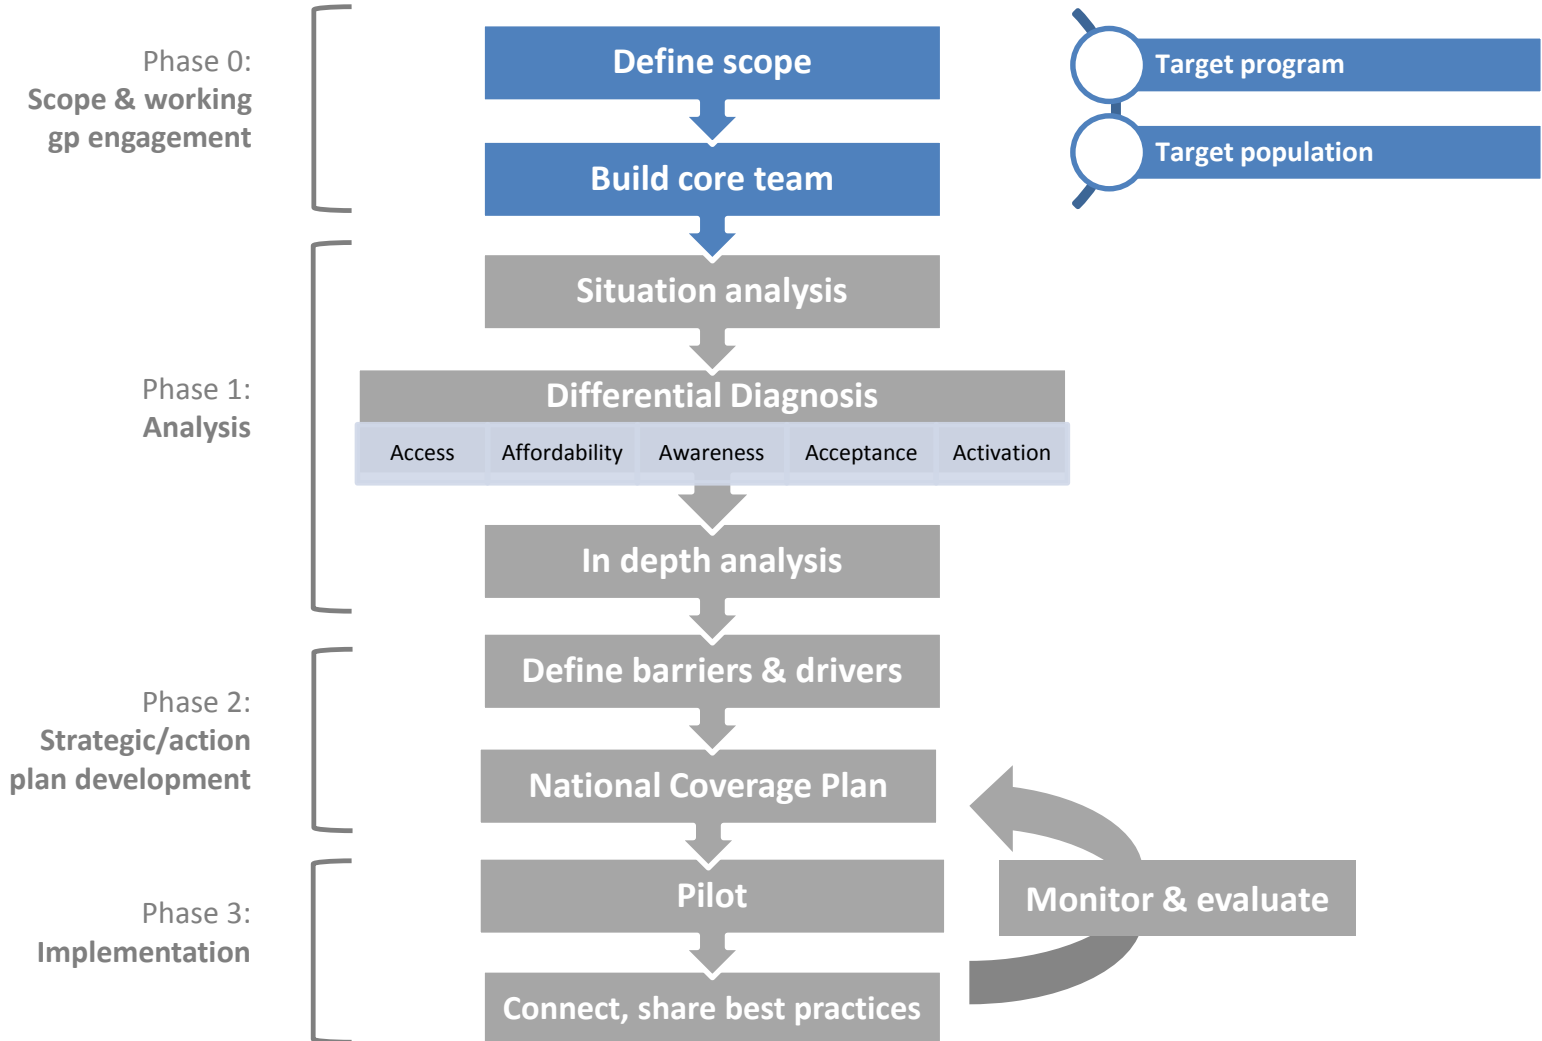 Phase 0:
Scope & working
gp engagement
Define scope
Build core team
Target program
Target population
Phase 1:
Analysis
Situation analysis
Differential Diagnosis
Access
Affordability
Awareness
Acceptance
Activation
In depth analysis
Phase 2:
Strategic/action
plan development
Define barriers & drivers
National Coverage Plan
Phase 3:
Implementation
Pilot
Connect, share best practices
Monitor & evaluate